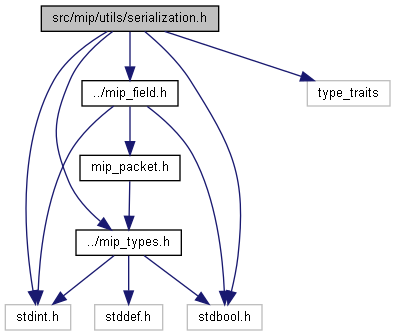 src/mip/utils/serialization.h
../mip_field.h
type_traits
mip_packet.h
../mip_types.h
stdint.h
stddef.h
stdbool.h